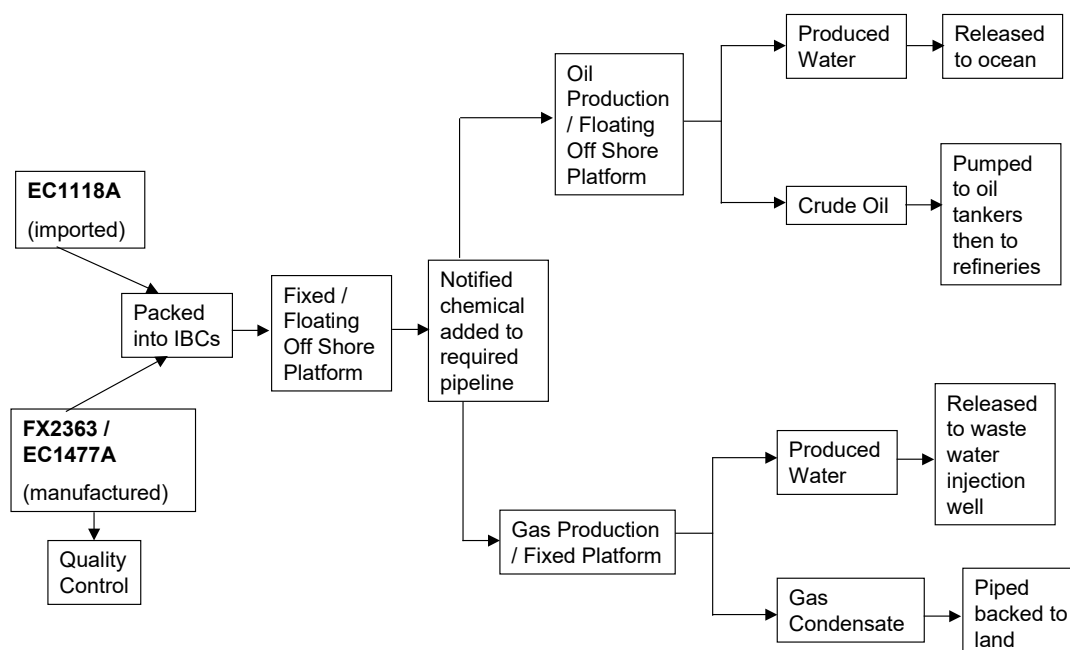 EC1118A
(imported)
FX2363 /
EC1477A
(manufactured)
Quality
Control
Packed
into IBCs
Fixed /
Floating
Off Shore
Platform
Notified
chemical
added to
required
pipeline
Oil
Production
/ Floating
Off Shore
Platform
Produced
Water
Released
to ocean
Crude Oil
Pumped
to oil
tankers
then to
refineries
Gas Production
/ Fixed Platform
Produced
Water
Released
to waste
water
injection
well
Gas
Condensate
Piped
backed to
land